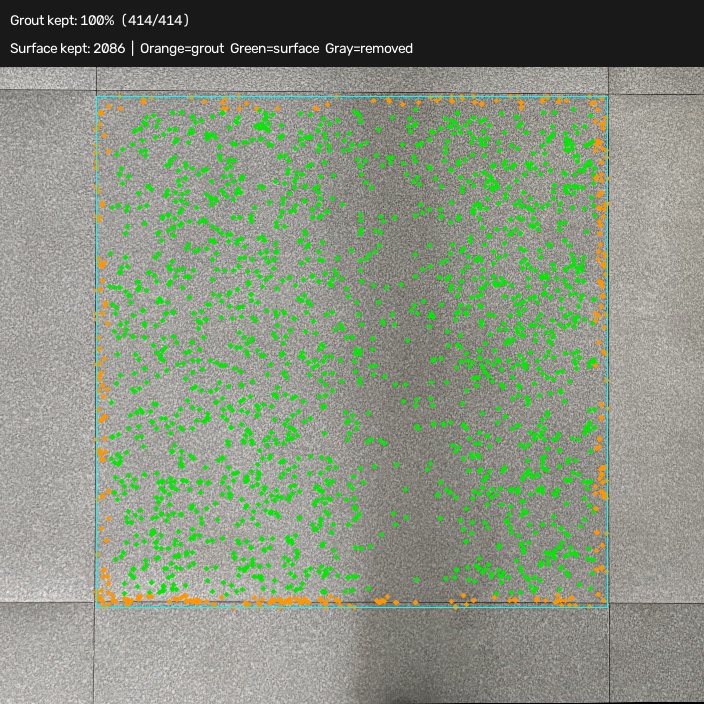 Grout kept: 100%  (414/414)
Surface kept: 2086 | Orange=grout  Green=surface  Gray=removed